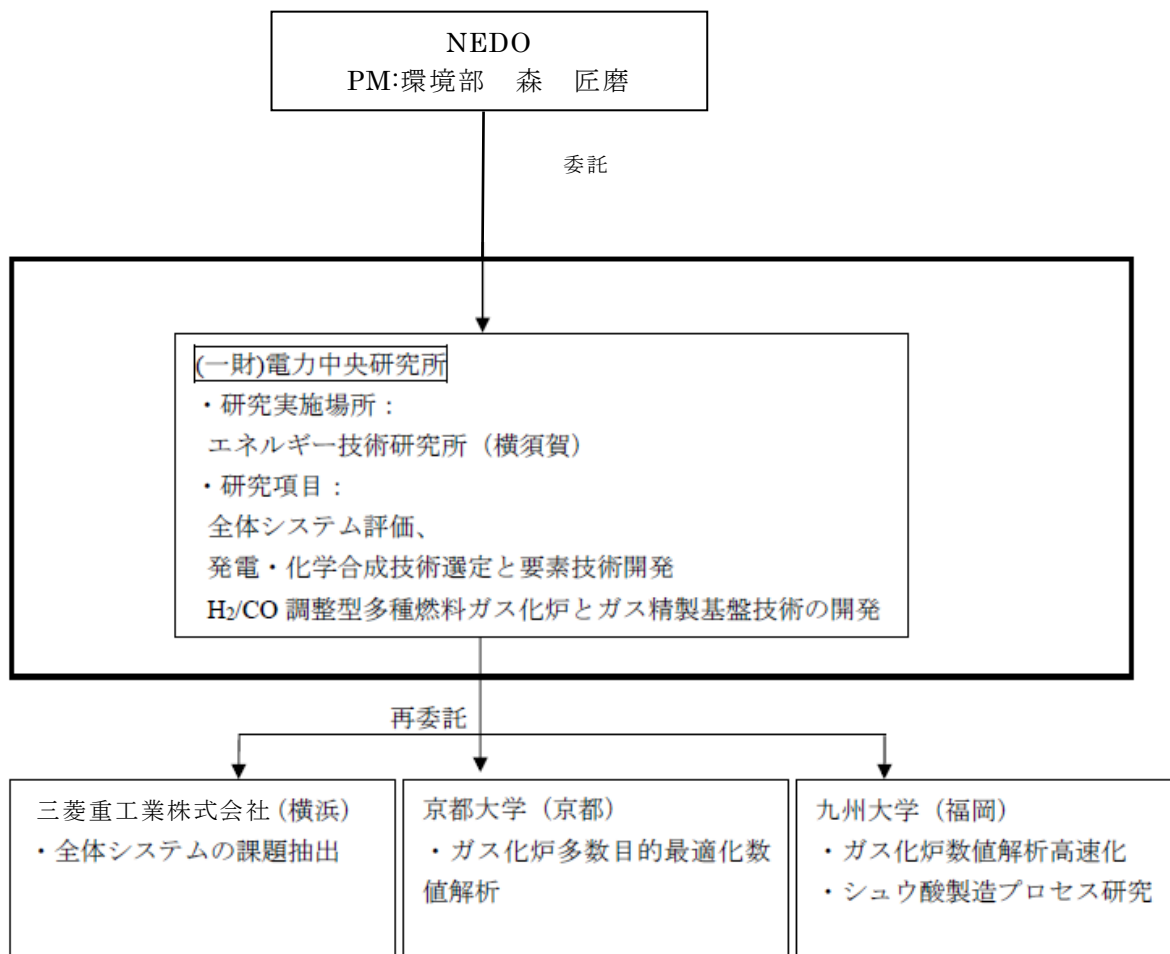 NEDO
PM:環境部　森　匠磨
委託
(一財)電力中央研究所
・研究実施場所：
エネルギー技術研究所（横須賀）
・研究項目：
全体システム評価、
発電・化学合成技術選定と要素技術開発
H₂/CO 調整型多種燃料ガス化炉とガス精製基盤技術の開発
再委託
三菱重工業株式会社(横浜)
・全体システムの課題抽出
京都大学（京都）
・ガス化炉多数目的最適化数
値解析
九州大学（福岡）
・ガス化炉数値解析高速化
・シュウ酸製造プロセス研究